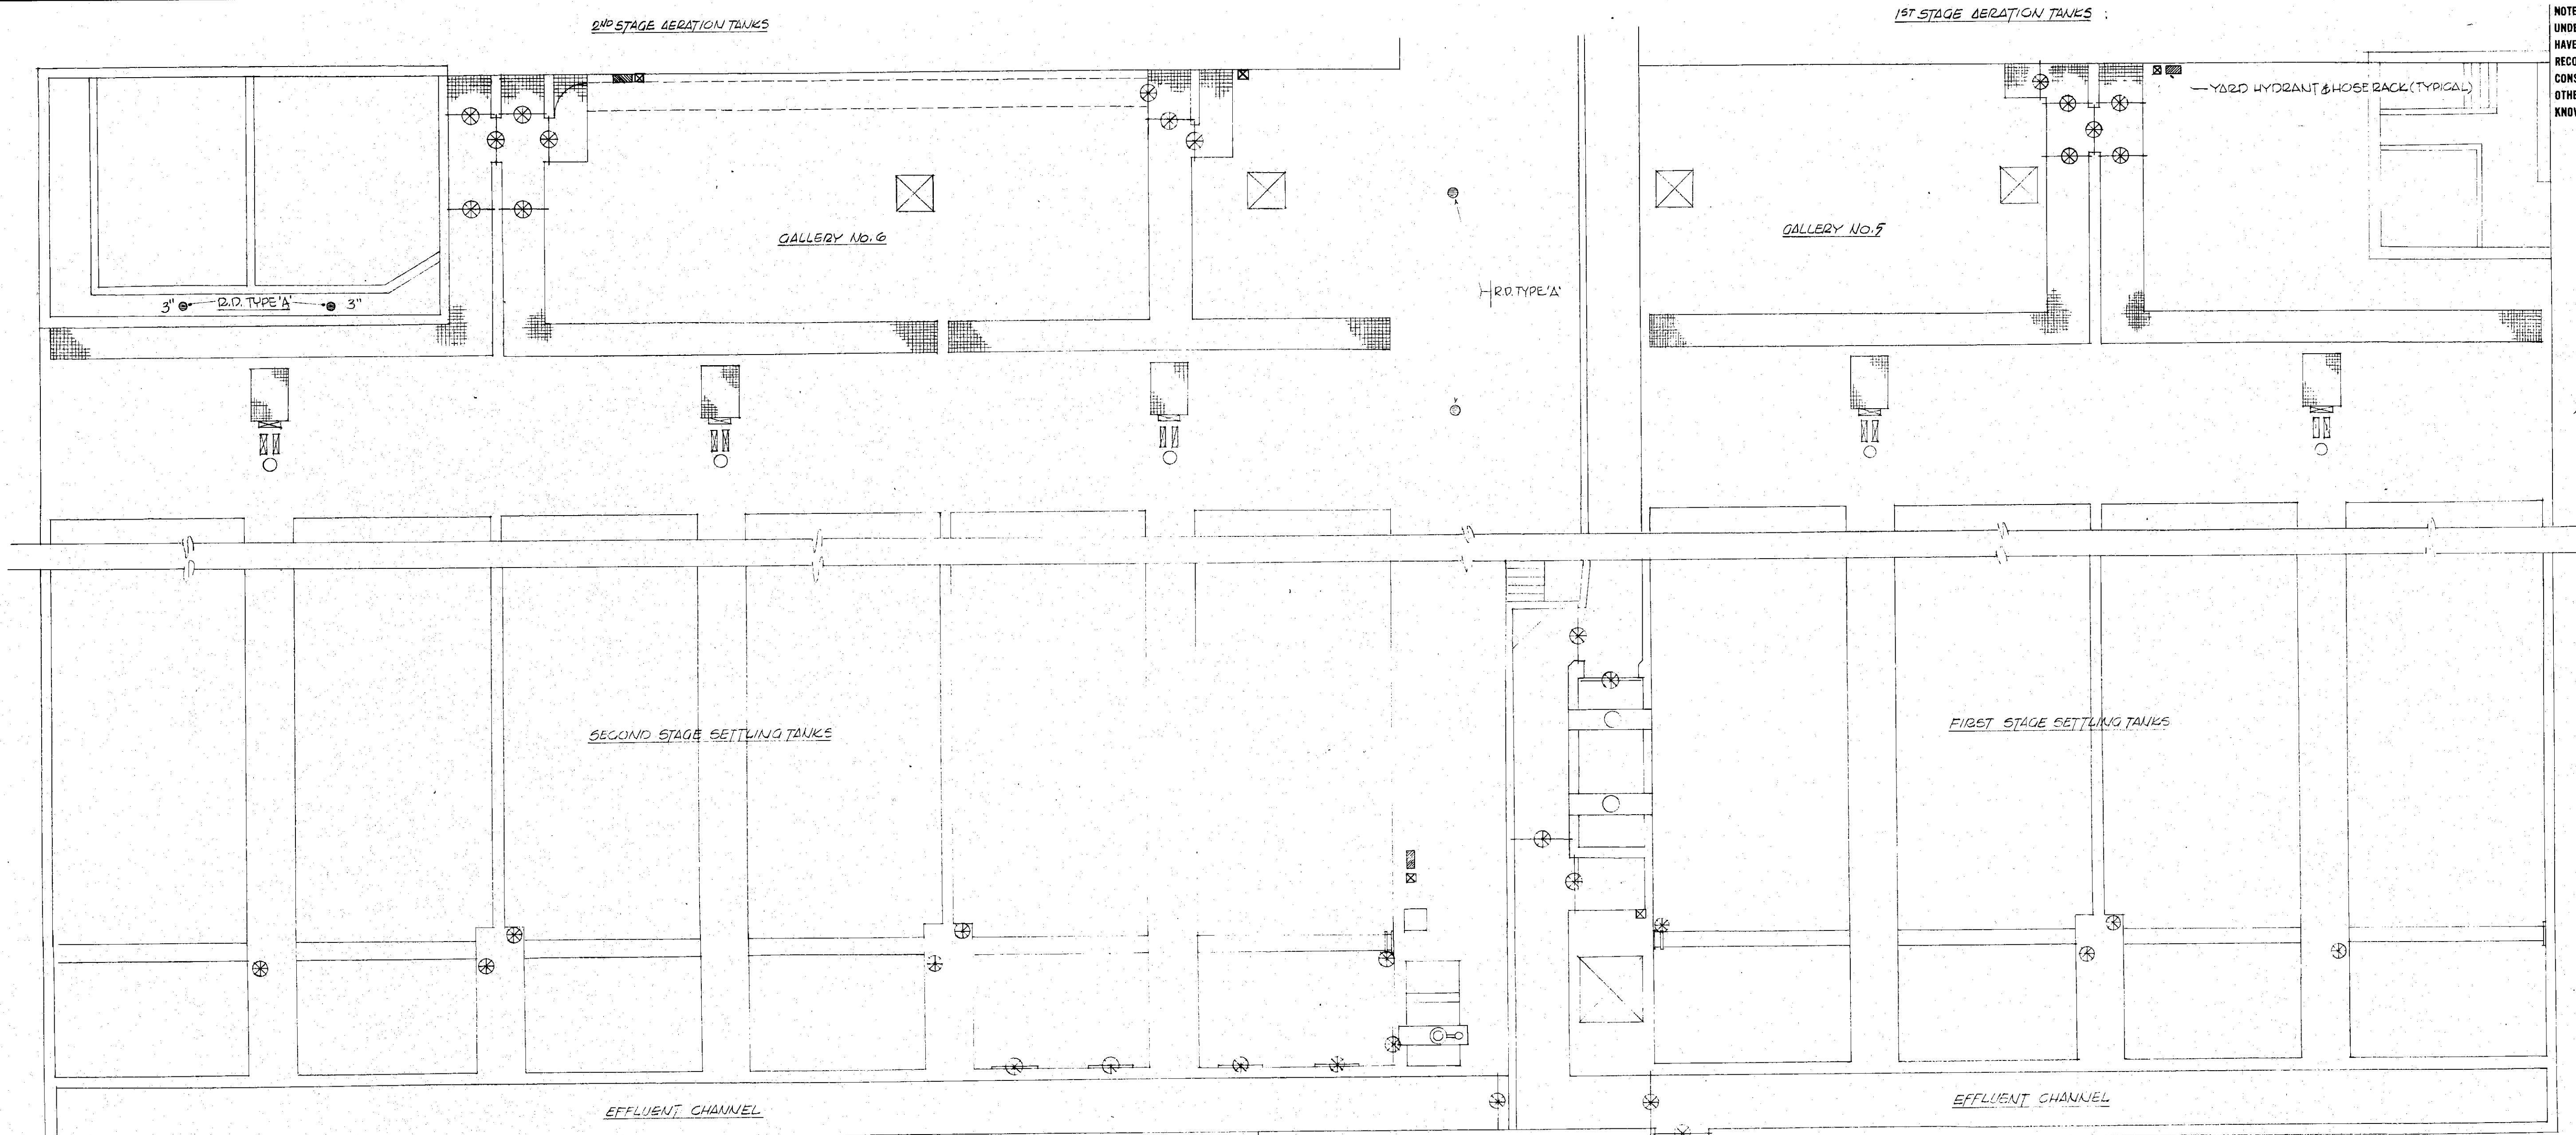 2ND STAGE AERATION TANKS
1ST STAGE AERATION TANKS
NOTE
UNDE
HAVE
RECO
CONS
OTHE
KNOW
YARD HYDRANT & HOSE RACK (TYPICAL)
GALLERY NO. 6
GALLERY NO. 5
3" R.D. TYPE 'A' 3"
R.D. TYPE 'A'
SECOND STAGE SETTLING TANKS
FIRST STAGE SETTLING TANKS
EFFLUENT CHANNEL
EFFLUENT CHANNEL